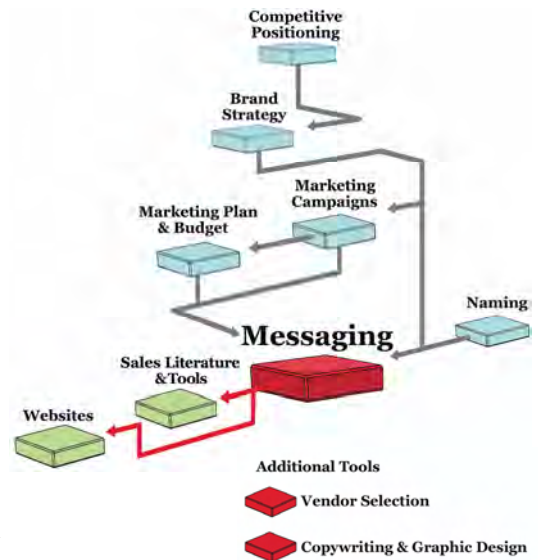 Competitive
Positioning
Brand
Strategy
Marketing
Campaigns
Marketing Plan
& Budget
Naming
Messaging
Sales Literature
&Tools
Websites
Additional Tools
Vendor Selection
Copywriting & Graphic Design